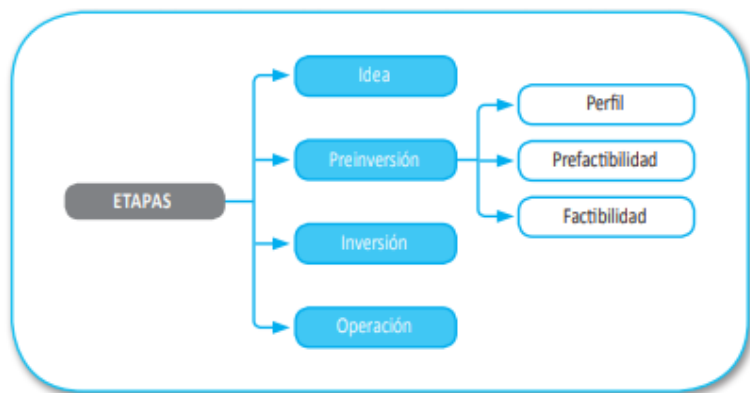 ETAPAS
Idea
Preinversión
Inversión
Operación
Perfil
Prefactibilidad
Factibilidad